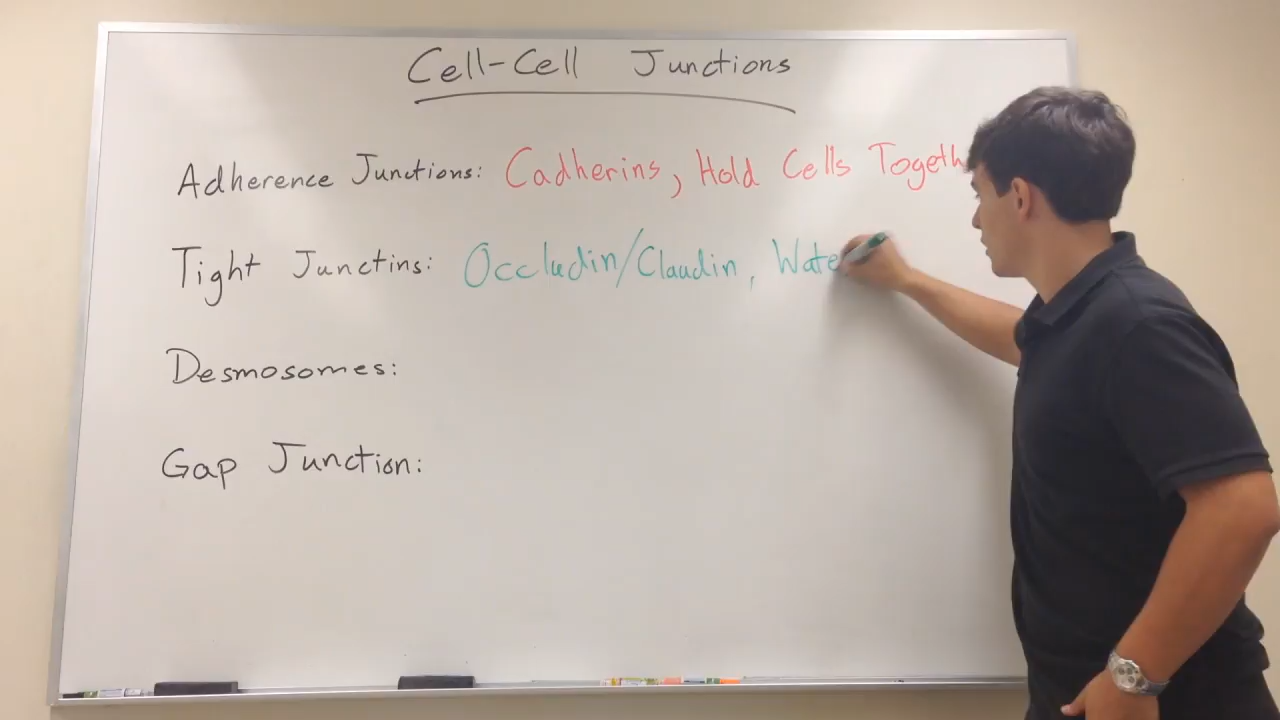 Cell-Cell Junctions
Adherence Junctions: Cadherins, Hold Cells Togeth
Tight Junctins: Occludin/Claudin, Wate
Desmosomes:
Gap Junction: